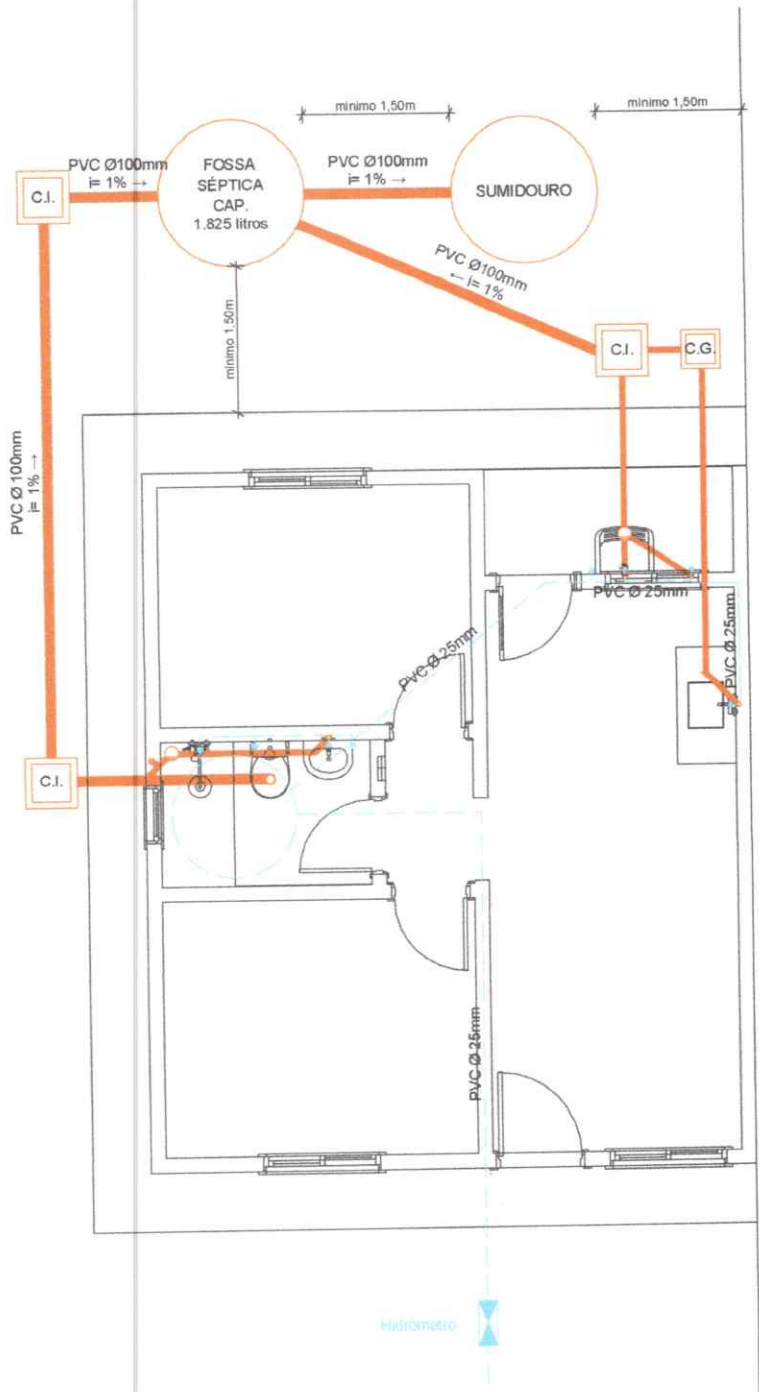 mínimo 1,50m
mínimo 1,50m
PVC Ø100mm
i= 1% →
FOSSA
SÉPTICA
CAP.
1.825 litros
PVC Ø100mm
i= 1% →
SUMIDOURO
C.I.
PVC Ø100mm
← i= 1%
mínimo 1,50m
C.I.
C.G.
PVC Ø100mm
i= 1% →
PVC Ø 25mm
PVC Ø 25mm
PVC Ø 25mm
C.I.
PVC Ø 25mm
Hidrometro